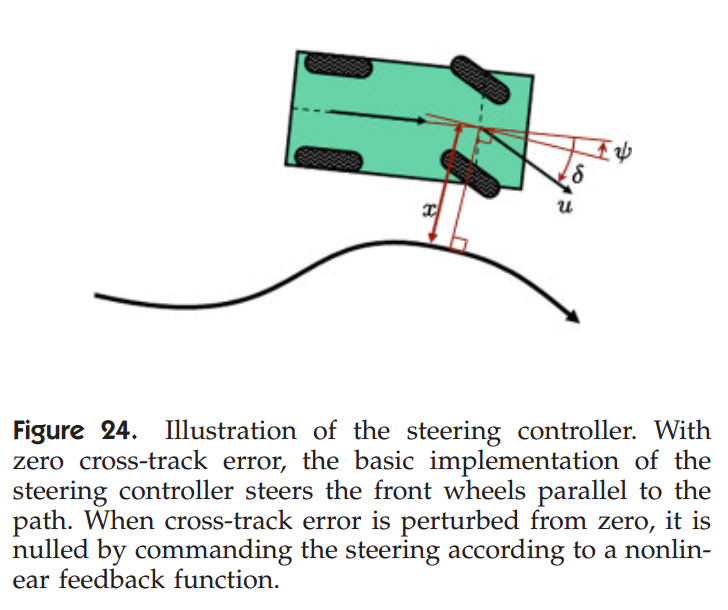 ψ
δ
u
x
Figure 24. Illustration of the steering controller. With
zero cross-track error, the basic implementation of the
steering controller steers the front wheels parallel to the
path. When cross-track error is perturbed from zero, it is
nulled by commanding the steering according to a nonlin-
ear feedback function.